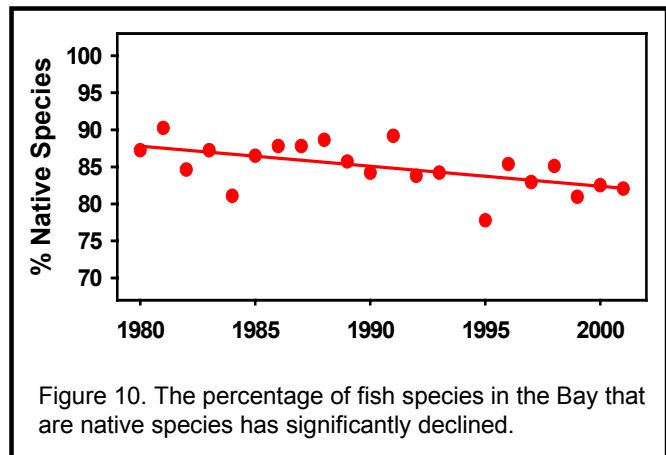 % Native Species
100
95
90
85
80
75
70
1980 1985 1990 1995 2000
Figure 10. The percentage of fish species in the Bay that
are native species has significantly declined.